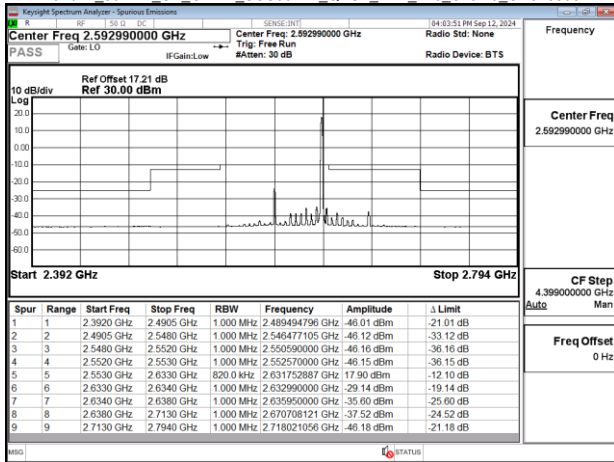 Keysight Spectrum Analyzer - Spurious Emissions
R RF 50 Ω DC SENSE:INT 04:03:51 PM Sep 12, 2024
Center Freq 2.592990000 GHz Center Freq: 2.592990000 GHz Radio Std: None Frequency
PASS Gate: LO Trig: Free Run
IFGain:Low #Atten: 30 dB Radio Device: BTS
Ref Offset 17.21 dB
10 dB/div Ref 30.00 dBm
Log
20.0
10.0
0.00
-10.0
-20.0
-30.0
-40.0
-50.0
-60.0
Center Freq
2.592990000 GHz
Start 2.392 GHz Stop 2.794 GHz
CF Step
4.399000000 GHz
Auto Man
Freq Offset
0 Hz
Spur Range Start Freq Stop Freq RBW Frequency Amplitude Δ Limit
1 1 2.3920 GHz 2.4905 GHz 1.000 MHz 2.489494796 GHz -46.01 dBm -21.01 dB
2 2 2.4905 GHz 2.5480 GHz 1.000 MHz 2.546477105 GHz -46.12 dBm -33.12 dB
3 3 2.5480 GHz 2.5520 GHz 1.000 MHz 2.550590000 GHz -46.16 dBm -36.16 dB
4 4 2.5520 GHz 2.5530 GHz 1.000 MHz 2.552570000 GHz -46.15 dBm -36.15 dB
5 5 2.5530 GHz 2.6330 GHz 820.0 kHz 2.631752887 GHz 17.90 dBm -12.10 dB
6 6 2.6330 GHz 2.6340 GHz 1.000 MHz 2.632990000 GHz -29.14 dBm -19.14 dB
7 7 2.6340 GHz 2.6380 GHz 1.000 MHz 2.635950000 GHz -35.60 dBm -25.60 dB
8 8 2.6380 GHz 2.7130 GHz 1.000 MHz 2.670708121 GHz -37.52 dBm -24.52 dB
9 9 2.7130 GHz 2.7940 GHz 1.000 MHz 2.718021056 GHz -46.18 dBm -21.18 dB
MSG STATUS